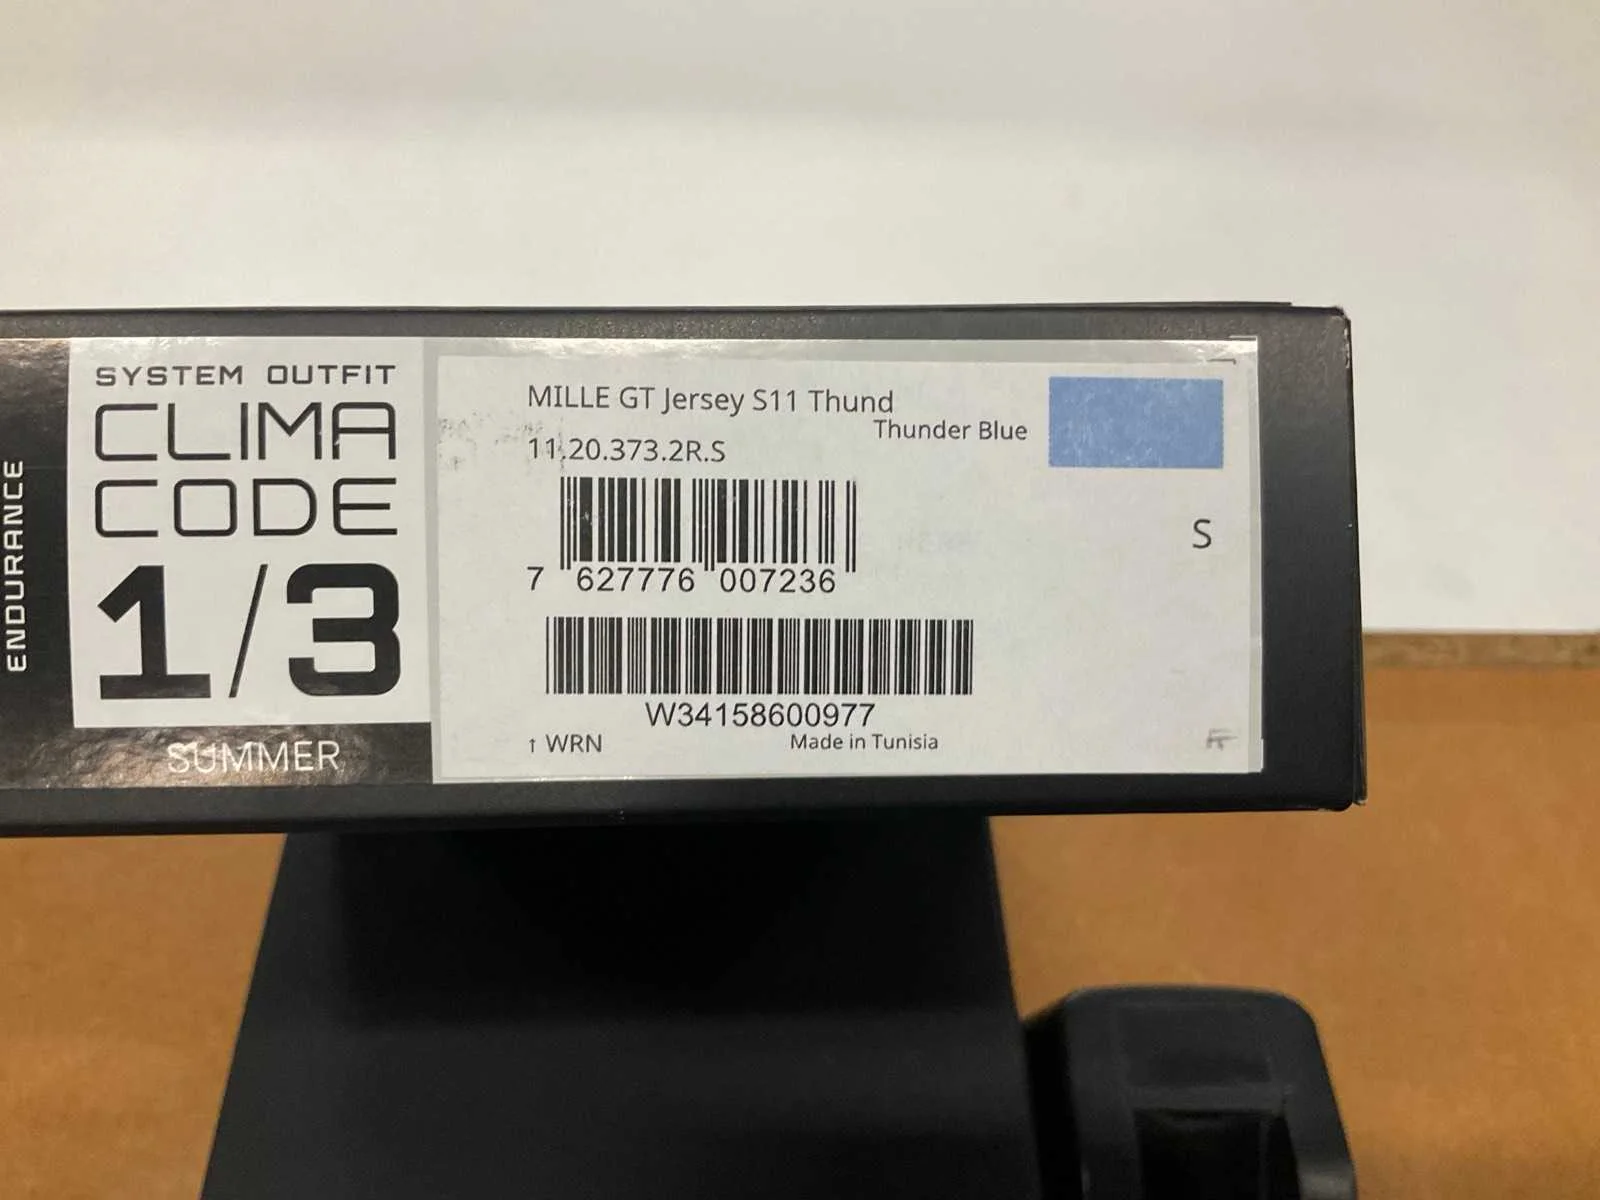 ENDURANCE
SYSTEM OUTFIT
CLIMA
CODE
1/3
SUMMER
MILLE GT Jersey S11 Thund
Thunder Blue
11.20.373.2R.S
7 627776 007236
S
W34158600977
↑ WRN
Made in Tunisia